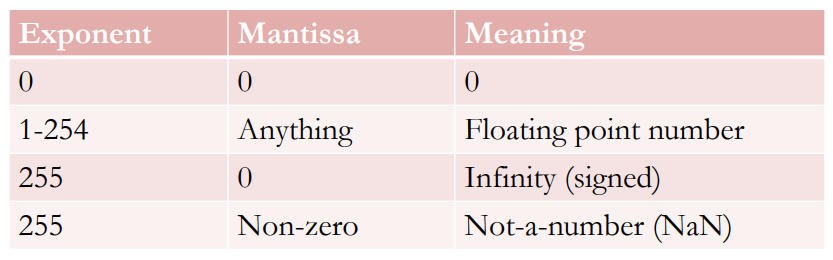 Exponent Mantissa Meaning
0 0 0
1-254 Anything Floating point number
255 0 Infinity (signed)
255 Non-zero Not-a-number (NaN)